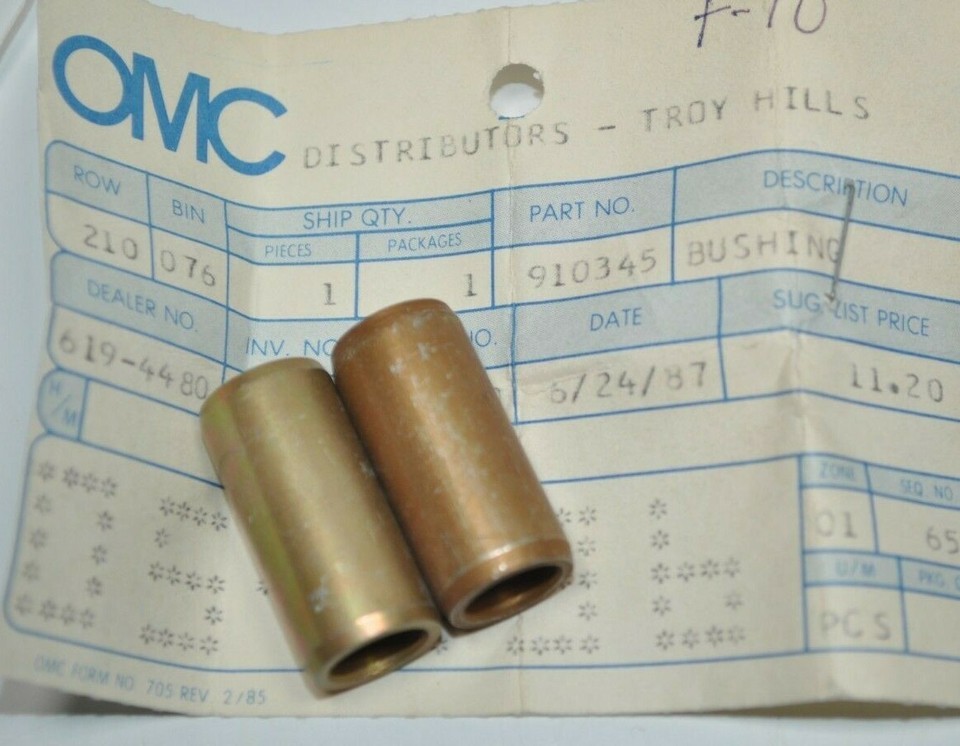 F-10
OMC DISTRIBUTORS - TROY HILLS
ROW BIN SHIP QTY. PART NO. DESCRIPTION
PIECES PACKAGES
210 076 1 1 910345 BUSHING
DEALER NO. INV. NO. DATE SUG LIST PRICE
619-4480 6/24/87 11.20
H/M
ZONE SEQ. NO
01 65
U/M PKG.
PCS
OMC FORM NO. 705 REV. 2/85